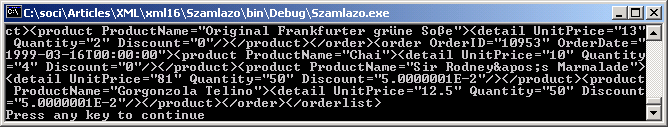 C:\soci\Articles\XML\xml16\Szamlazo\bin\Debug\Szamlazo.exe
ct><product ProductName="Original Frankfurter grüne Soße"><detail UnitPrice="13"
 Quantity="2" Discount="0"/></product></order><order OrderID="10953" OrderDate="
1999-03-16T00:00:00"><product ProductName="Chai"><detail UnitPrice="10" Quantity
="4" Discount="0"/></product><product ProductName="Sir Rodney&apos;s Marmalade">
<detail UnitPrice="81" Quantity="50" Discount="5.0000001E-2"/></product><product
 ProductName="Gorgonzola Telino"><detail UnitPrice="12.5" Quantity="50" Discount
="5.0000001E-2"/></product></order></orderlist>
Press any key to continue